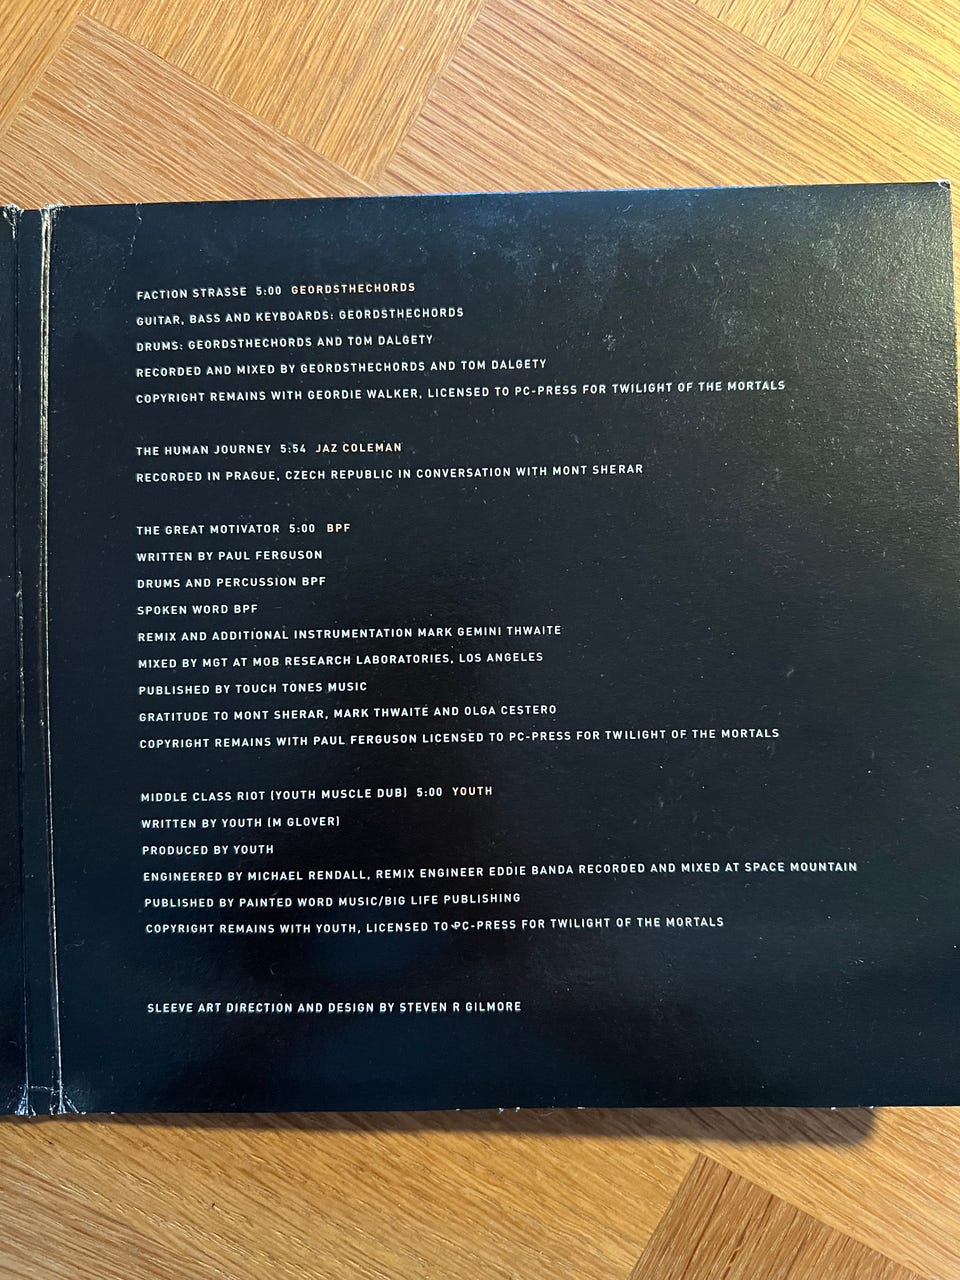 FACTION STRASSE 5:00 GEORDSTHECHORDS
GUITAR, BASS AND KEYBOARDS: GEORDSTHECHORDS
DRUMS: GEORDSTHECHORDS AND TOM DALGETY
RECORDED AND MIXED BY GEORDSTHECHORDS AND TOM DALGETY
COPYRIGHT REMAINS WITH GEORDIE WALKER, LICENSED TO PC-PRESS FOR TWILIGHT OF THE MORTALS
THE HUMAN JOURNEY 5:54 JAZ COLEMAN
RECORDED IN PRAGUE, CZECH REPUBLIC IN CONVERSATION WITH MONT SHERAR
THE GREAT MOTIVATOR 5:00 BPF
WRITTEN BY PAUL FERGUSON
DRUMS AND PERCUSSION BPF
SPOKEN WORD BPF
REMIX AND ADDITIONAL INSTRUMENTATION MARK GEMINI THWAITE
MIXED BY MGT AT MOB RESEARCH LABORATORIES, LOS ANGELES
PUBLISHED BY TOUCH TONES MUSIC
GRATITUDE TO MONT SHERAR, MARK THWAITE AND OLGA CESTERO
COPYRIGHT REMAINS WITH PAUL FERGUSON LICENSED TO PC-PRESS FOR TWILIGHT OF THE MORTALS
MIDDLE CLASS RIOT (YOUTH MUSCLE DUB) 5:00 YOUTH
WRITTEN BY YOUTH (M GLOVER)
PRODUCED BY YOUTH
ENGINEERED BY MICHAEL RENDALL, REMIX ENGINEER EDDIE BANDA RECORDED AND MIXED AT SPACE MOUNTAIN
PUBLISHED BY PAINTED WORD MUSIC/BIG LIFE PUBLISHING
COPYRIGHT REMAINS WITH YOUTH, LICENSED TO PC-PRESS FOR TWILIGHT OF THE MORTALS
SLEEVE ART DIRECTION AND DESIGN BY STEVEN R GILMORE